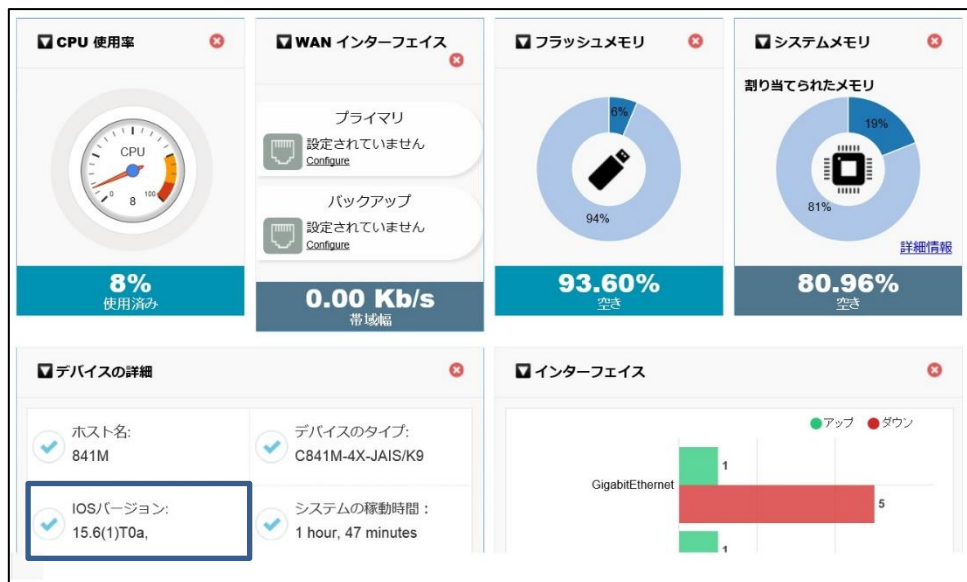 CPU 使用率
CPU
0
8
100
8%
使用済み
WAN インターフェイス
プライマリ
設定されていません
Configure
バックアップ
設定されていません
Configure
0.00 Kb/s
帯域幅
フラッシュメモリ
6%
94%
93.60%
空き
システムメモリ
割り当てられたメモリ
19%
81%
詳細情報
80.96%
空き
デバイスの詳細
ホスト名:
841M
デバイスのタイプ:
C841M-4X-JAIS/K9
IOSバージョン:
15.6(1)T0a,
システムの稼動時間：
1 hour, 47 minutes
インターフェイス
アップ ダウン
1
GigabitEthernet
5
1